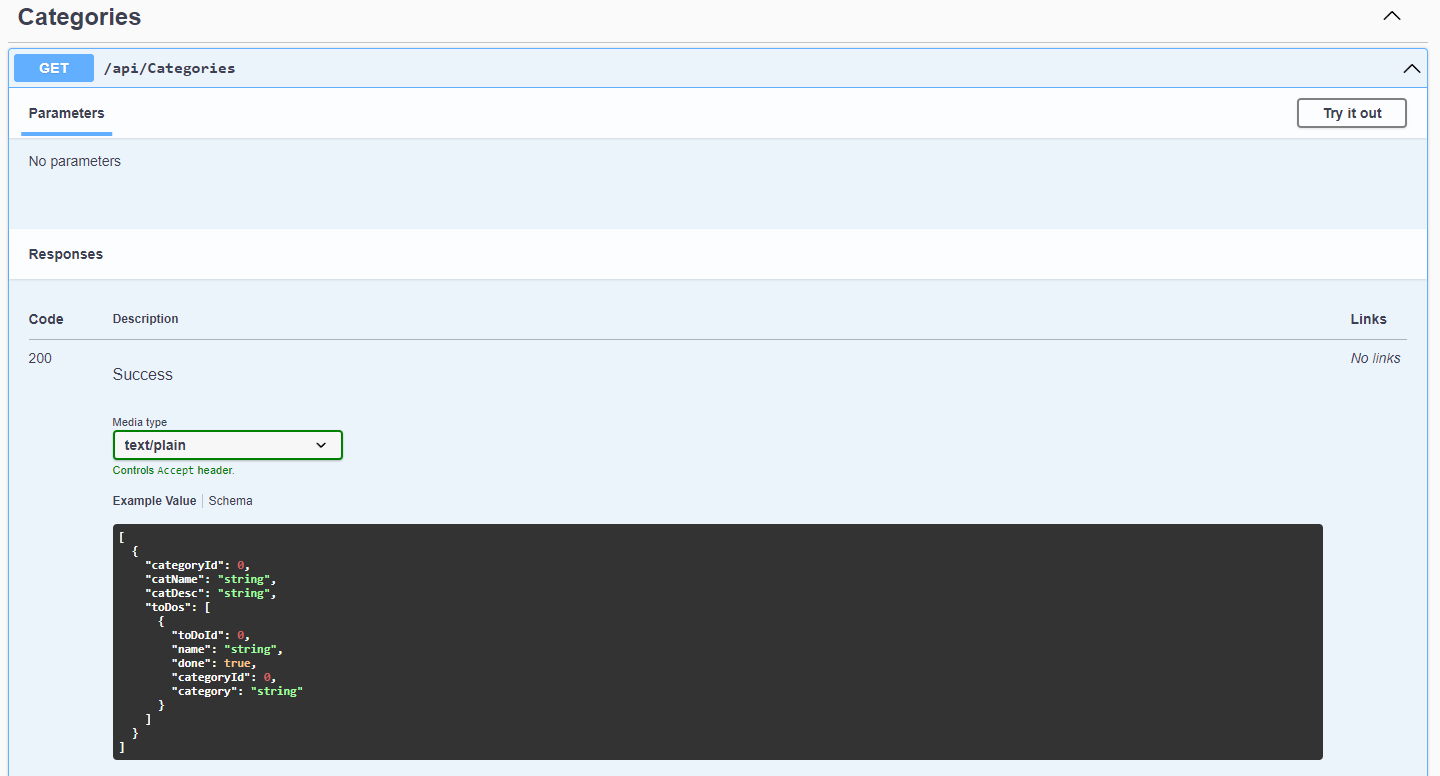 Categories
GET /api/Categories
Parameters Try it out
No parameters
Responses
Code Description Links
200 No links
Success
Media type
text/plain
Controls Accept header.
Example Value Schema
[
  {
    "categoryId": 0,
    "catName": "string",
    "catDesc": "string",
    "toDos": [
      {
        "toDoId": 0,
        "name": "string",
        "done": true,
        "categoryId": 0,
        "category": "string"
      }
    ]
  }
]